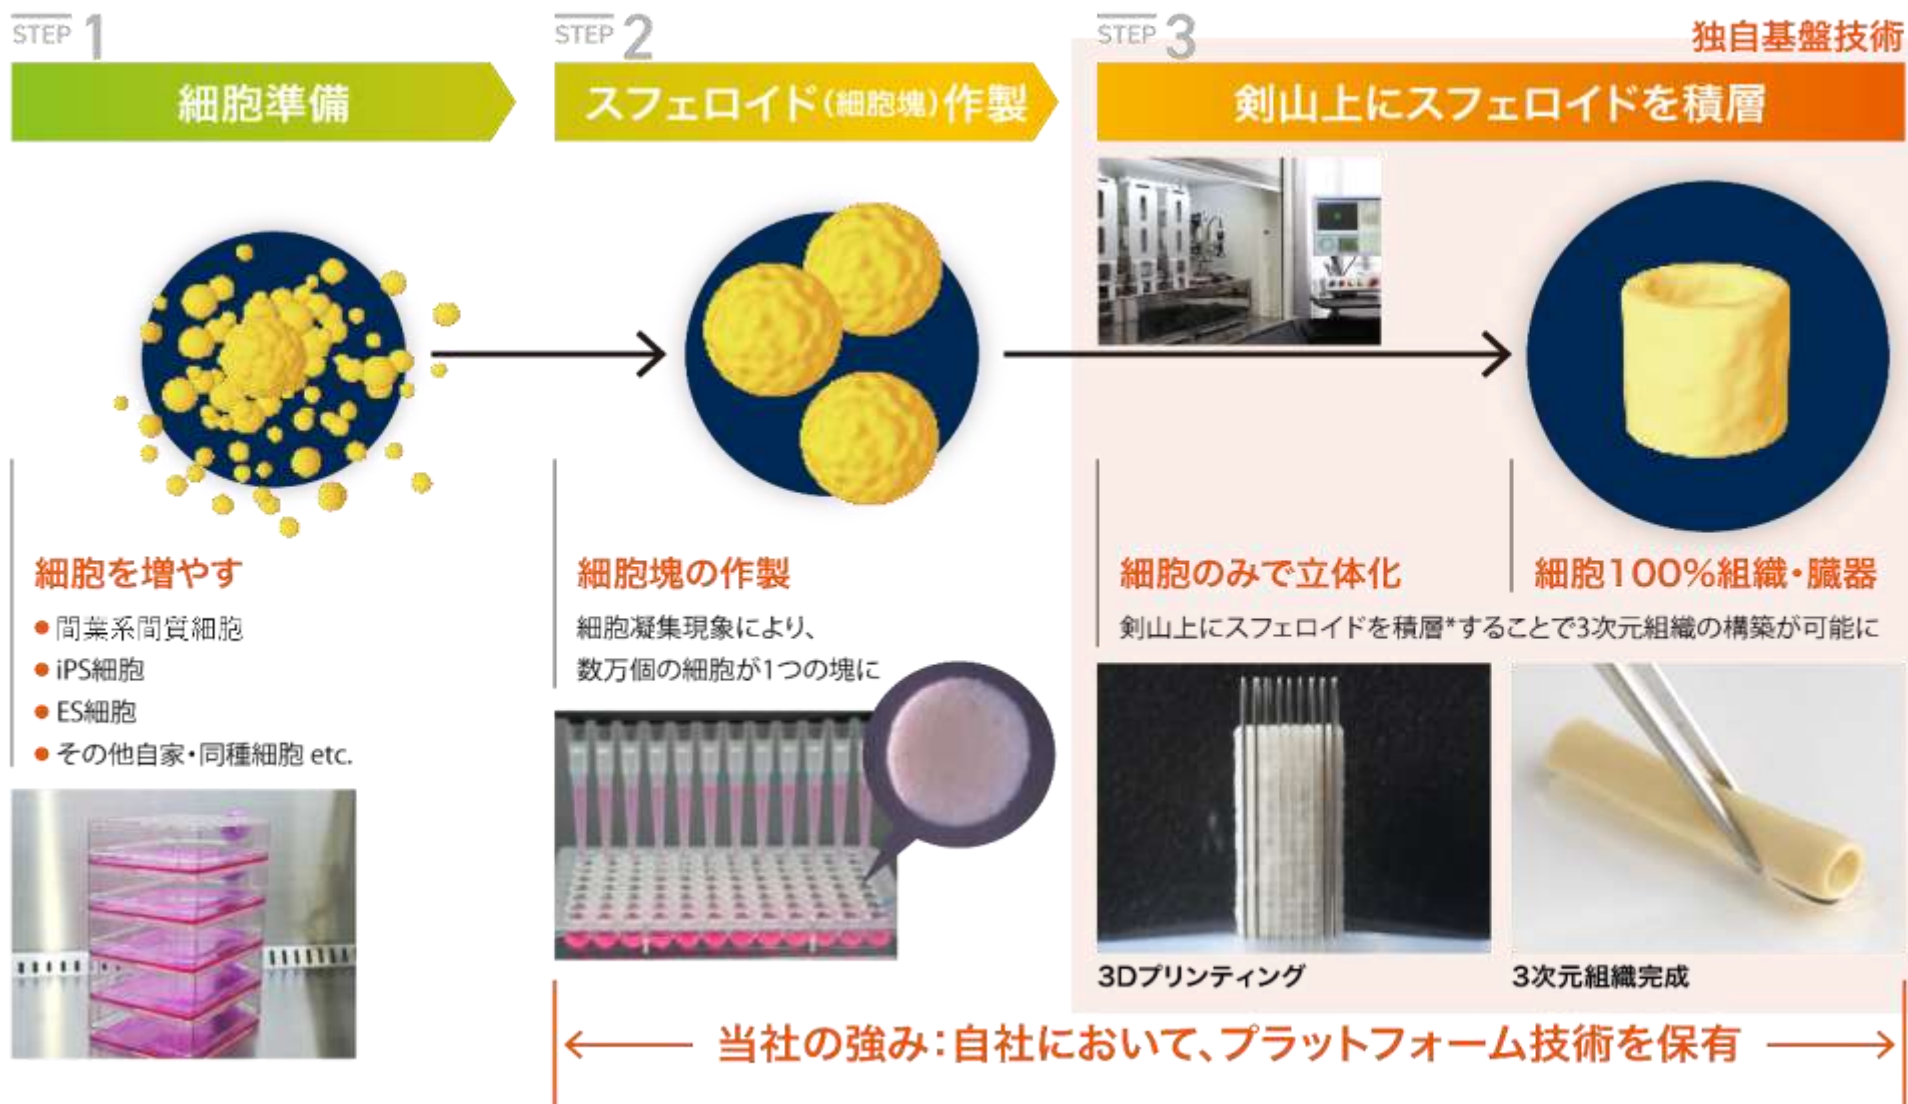 STEP 1
細胞準備
細胞を増やす
● 間葉系間質細胞
● iPS細胞
● ES細胞
● その他自家・同種細胞 etc.
STEP 2
スフェロイド(細胞塊)作製
細胞塊の作製
細胞凝集現象により、
数万個の細胞が1つの塊に
STEP 3
独自基盤技術
剣山上にスフェロイドを積層
細胞のみで立体化
細胞100%組織・臓器
剣山上にスフェロイドを積層*することで3次元組織の構築が可能に
3Dプリンティング
3次元組織完成
当社の強み:自社において、プラットフォーム技術を保有